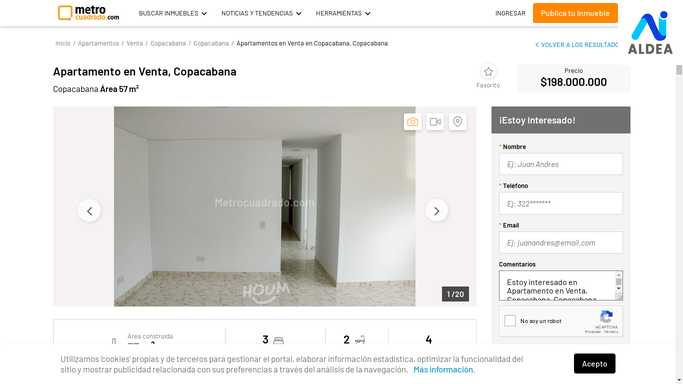 metro
cuadrado.com
BUSCAR INMUEBLES
NOTICIAS Y TENDENCIAS
HERRAMIENTAS
INGRESAR
Publica tu inmueble
AIDEA
Inicio / Apartamentos / Venta / Copacabana / Copacabana / Apartamentos en Venta en Copacabana, Copacabana
VOLVER A LOS RESULTADO
Apartamento en Venta, Copacabana
Copacabana Área 57 m²
Favorito
Precio
$198.000.000
Metrocuadrado.com
HOUM
1 / 20
¡Estoy Interesado!
* Nombre
Ej: Juan Andres
* Teléfono
Ej: 322*******
* Email
Ej: juanandres@email.com
Comentarios
Estoy interesado en
Apartamento en Venta,
Copacabana, Copacabana
No soy un robot
reCAPTCHA
Privacidad - Términos
Área construida
3
2
4
Utilizamos 'cookies' propias y de terceros para gestionar el portal, elaborar información estadística, optimizar la funcionalidad del
sitio y mostrar publicidad relacionada con sus preferencias a través del análisis de la navegación. Más información.
Acepto